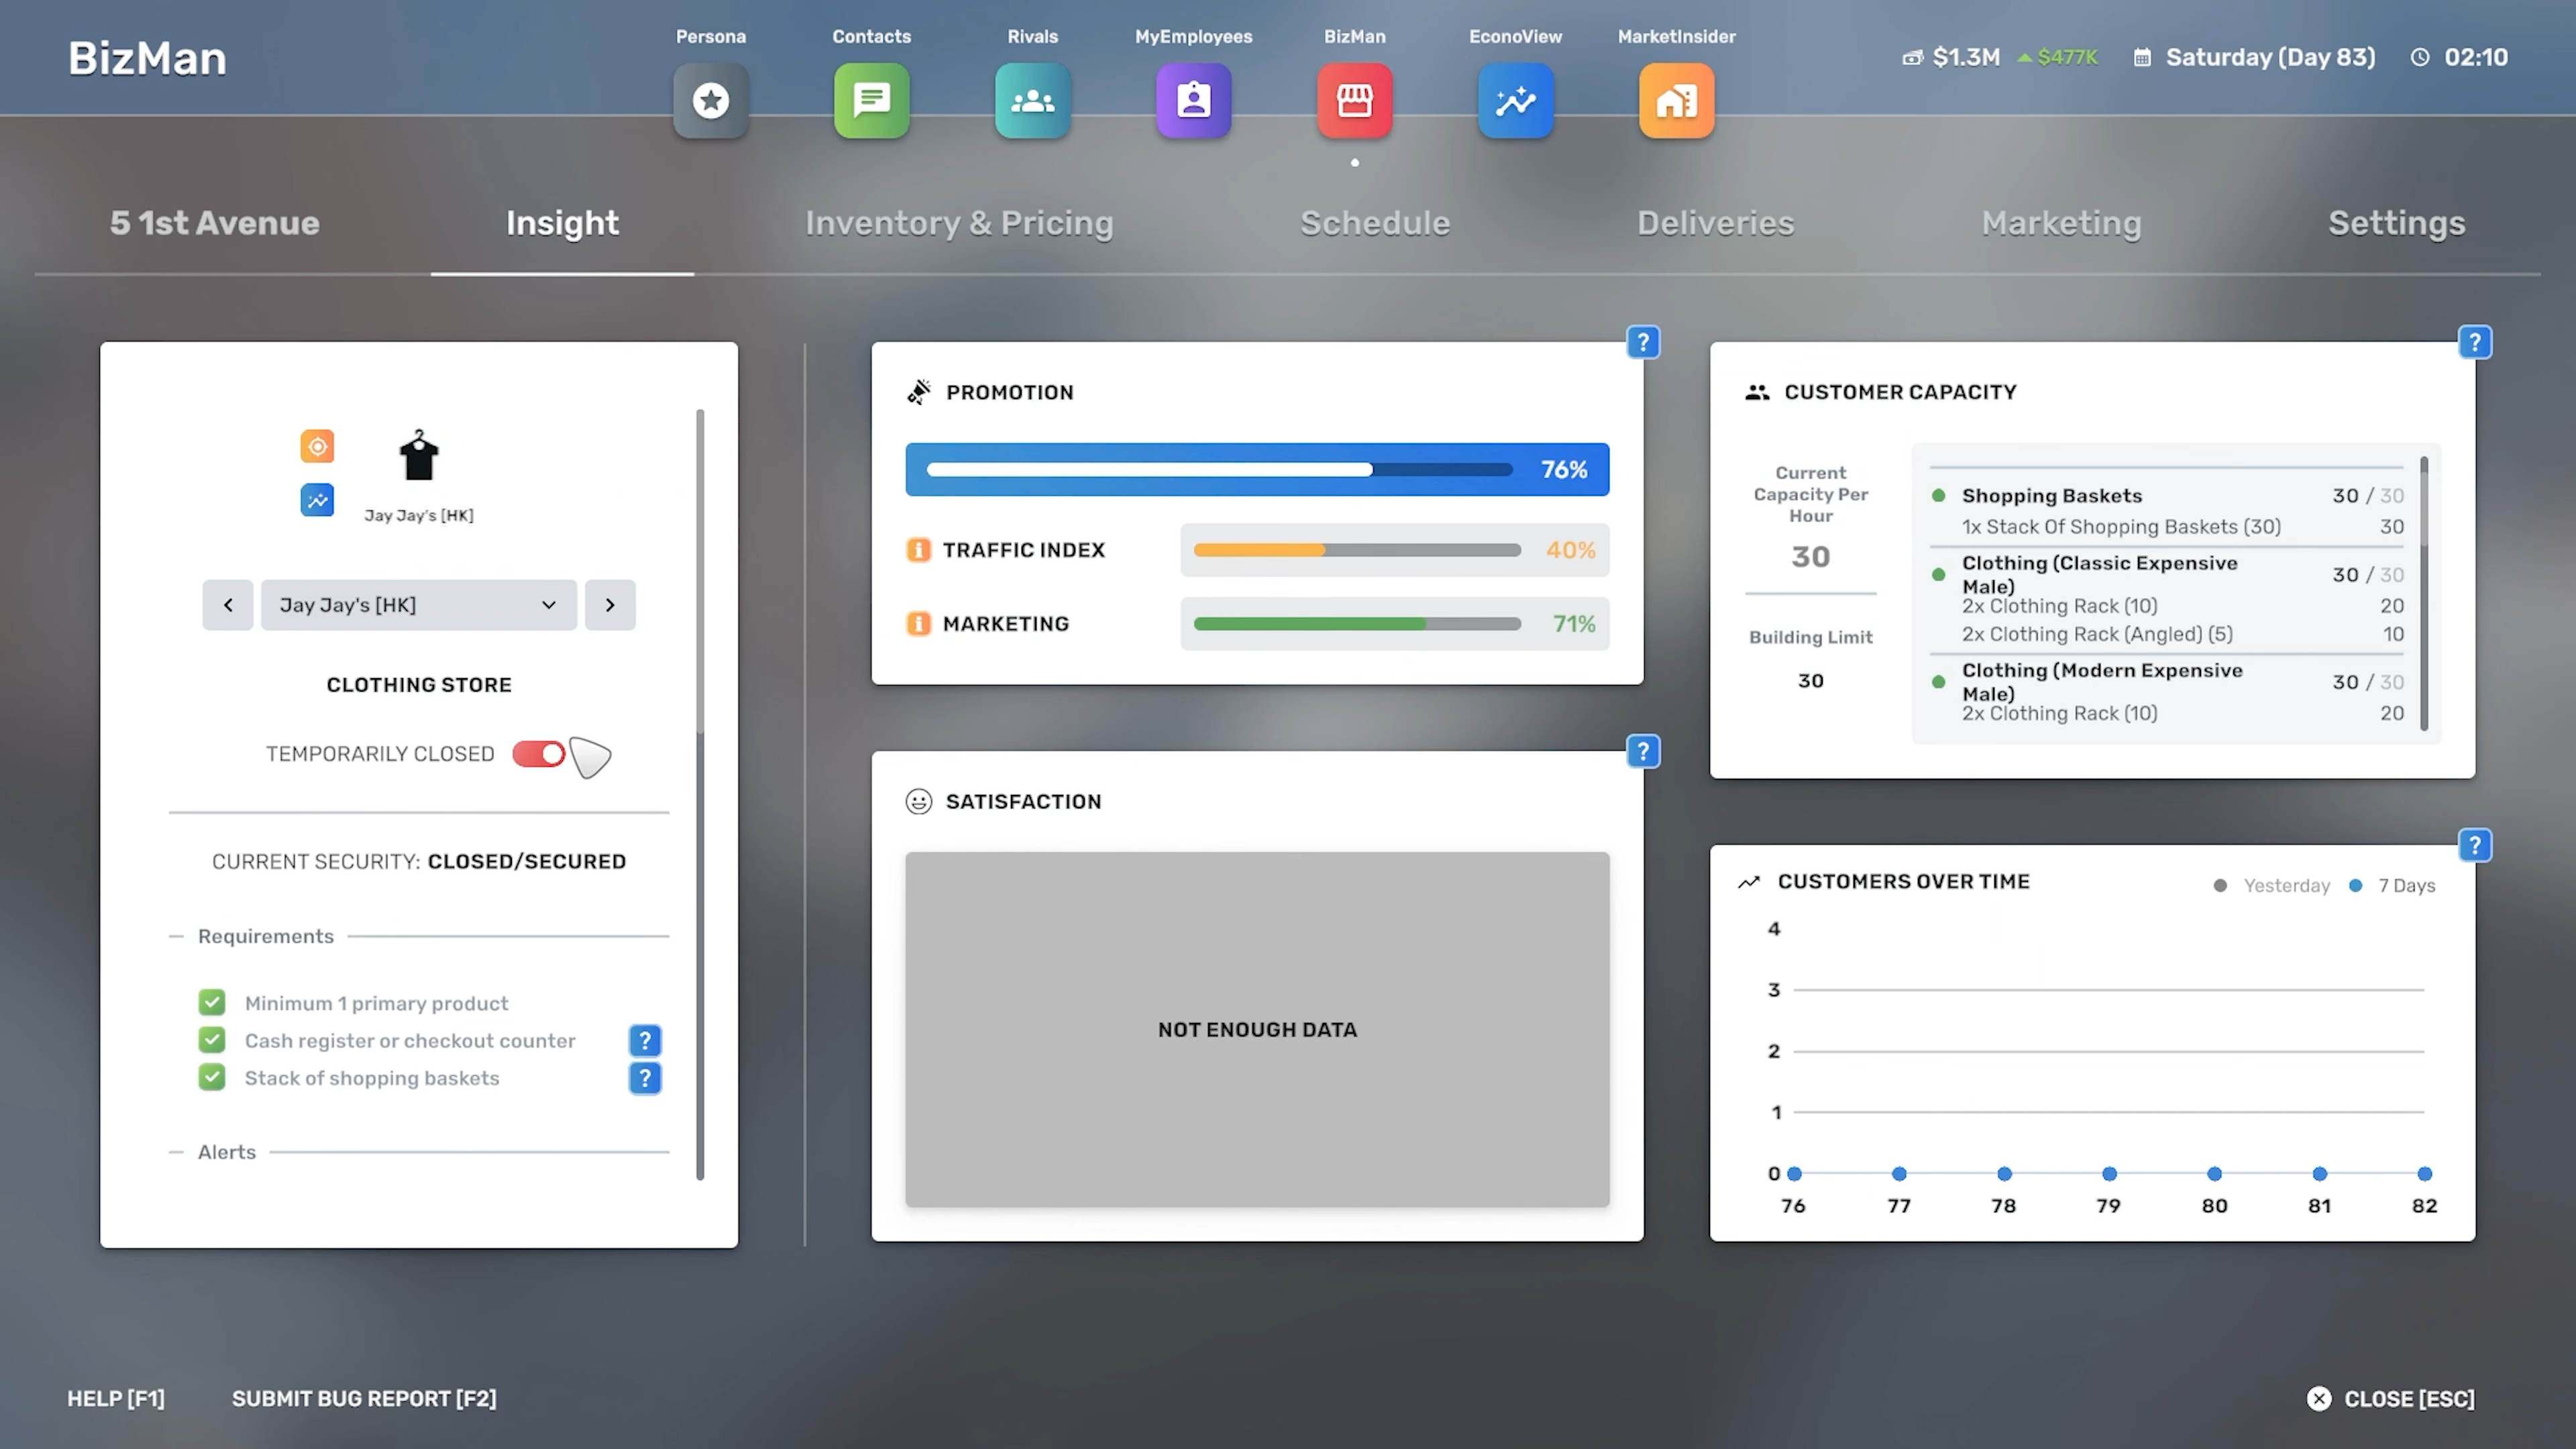 BizMan
Persona
Contacts
Rivals
MyEmployees
BizMan
EconoView
MarketInsider
$1.3M
$477K
Saturday (Day 83)
02:10
5 1st Avenue
Insight
Inventory & Pricing
Schedule
Deliveries
Marketing
Settings
Jay Jay's [HK]
Jay Jay's [HK]
CLOTHING STORE
TEMPORARILY CLOSED
CURRENT SECURITY: CLOSED/SECURED
Requirements
Minimum 1 primary product
Cash register or checkout counter ?
Stack of shopping baskets ?
Alerts
?
PROMOTION
76%
TRAFFIC INDEX 40%
MARKETING 71%
?
SATISFACTION
NOT ENOUGH DATA
?
CUSTOMER CAPACITY
Current
Capacity Per
Hour
30
Building Limit
30
Shopping Baskets 30 / 30
1x Stack Of Shopping Baskets (30) 30
Clothing (Classic Expensive
Male) 30 / 30
2x Clothing Rack (10) 20
2x Clothing Rack (Angled) (5) 10
Clothing (Modern Expensive
Male) 30 / 30
2x Clothing Rack (10) 20
?
CUSTOMERS OVER TIME
Yesterday
7 Days
4
3
2
1
0
76 77 78 79 80 81 82
HELP [F1]
SUBMIT BUG REPORT [F2]
CLOSE [ESC]